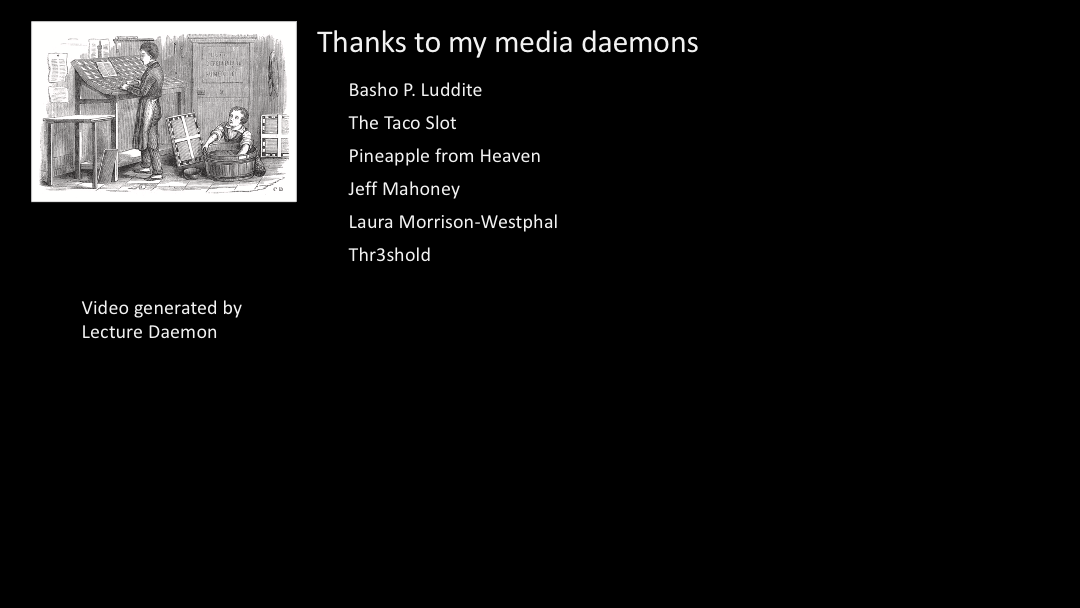 Thanks to my media daemons
Basho P. Luddite
The Taco Slot
Pineapple from Heaven
Jeff Mahoney
Laura Morrison-Westphal
Thr3shold
Video generated by
Lecture Daemon